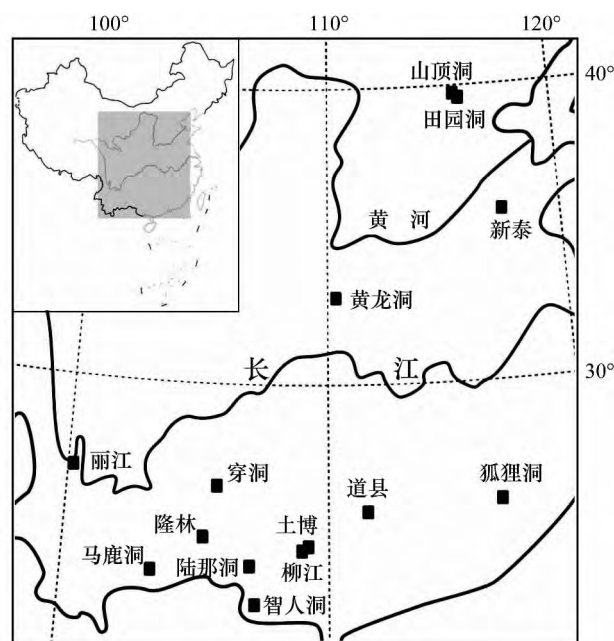 100°
110°
120°
山顶洞
40°
田园洞
黄 河
新泰
黄龙洞
长 江
30°
丽江
穿洞
道县
狐狸洞
隆林
土博
马鹿洞
陆那洞
柳江
智人洞